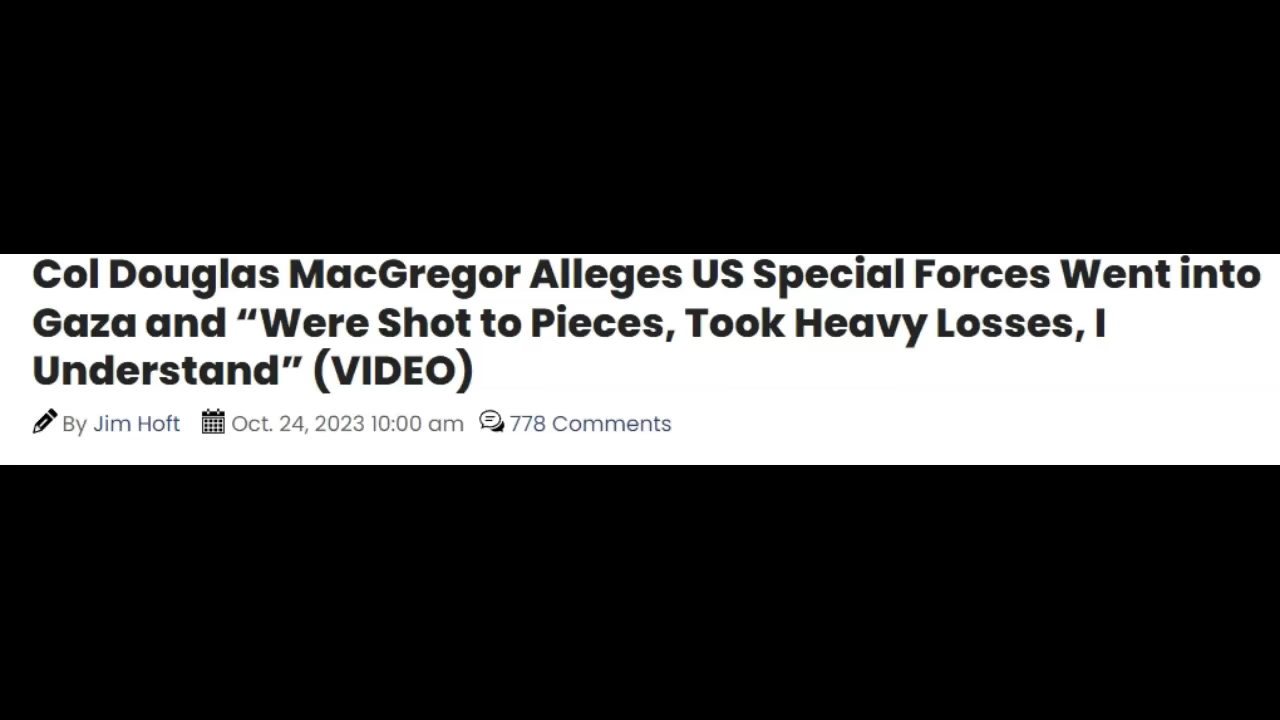 Col Douglas MacGregor Alleges US Special Forces Went into
Gaza and “Were Shot to Pieces, Took Heavy Losses, I
Understand” (VIDEO)
By Jim Hoft Oct. 24, 2023 10:00 am 778 Comments